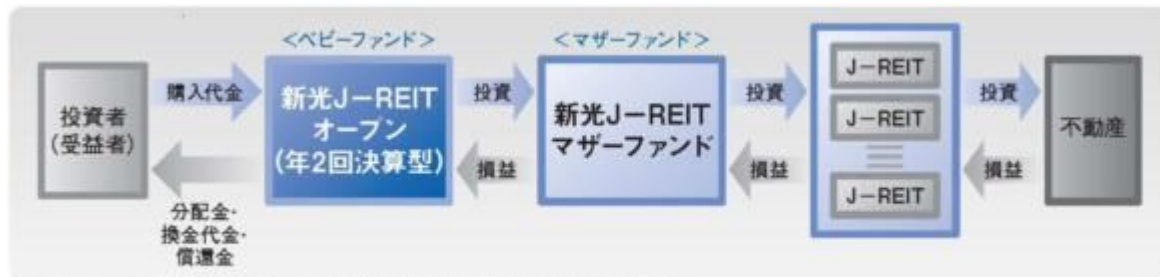 <ベビーファンド>
<マザーファンド>
投資者
(受益者)
購入代金
分配金・
換金代金・
償還金
新光J-REIT
オープン
(年2回決算型)
投資
損益
新光J-REIT
マザーファンド
投資
損益
J-REIT
J-REIT
J-REIT
投資
損益
不動産